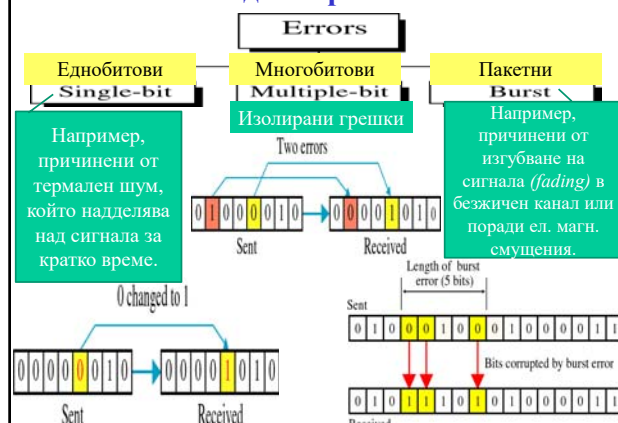 Errors
Еднобитови
Многобитови
Пакетни
Single-bit
Multiple-bit
Burst
Например,
причинени от
термален шум,
който надделява
над сигнала за
кратко време.
Изолирани грешки
Two errors
0 1 0 0 0 0 1 0
0 0 0 0 1 0 1 0
Sent
Received
Например,
причинени от
изгубване на
сигнала (fading) в
безжичен канал или
поради ел. магн.
смущения.
0 changed to 1
0 0 0 0 0 0 1 0
0 0 0 0 1 0 1 0
Sent
Received
Length of burst
error (5 bits)
Sent
0 1 0 0 0 1 0 0 0 1 0 0 0 0 1 1
Bits corrupted by burst error
0 1 0 1 1 1 0 1 0 1 0 0 0 0 1 1
Received